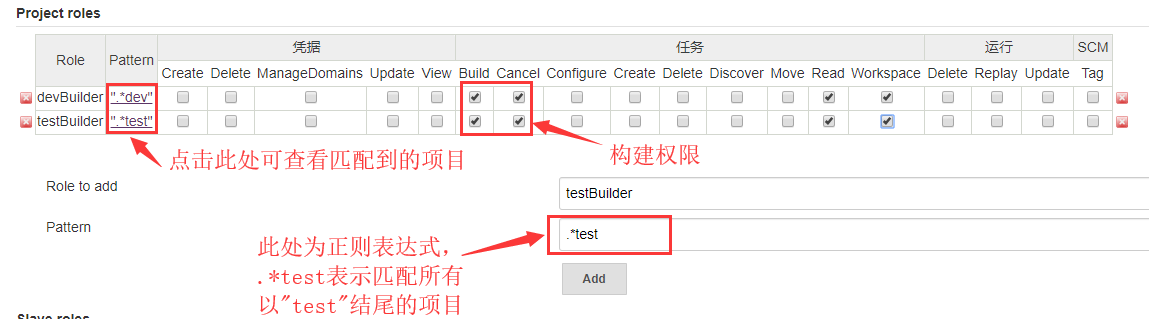 Project roles
Role Pattern 凭据 任务 运行 SCM
Create Delete ManageDomains Update View Build Cancel Configure Create Delete Discover Move Read Workspace Delete Replay Update Tag
devBuilder ".*dev"
testBuilder ".*test"
点击此处可查看匹配到的项目
构建权限
Role to add testBuilder
Pattern .*test
此处为正则表达式，
.*test表示匹配所有
以"test"结尾的项目
Add
Slave roles